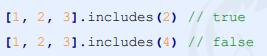 [1, 2, 3].includes(2) // true
[1, 2, 3].includes(4) // false